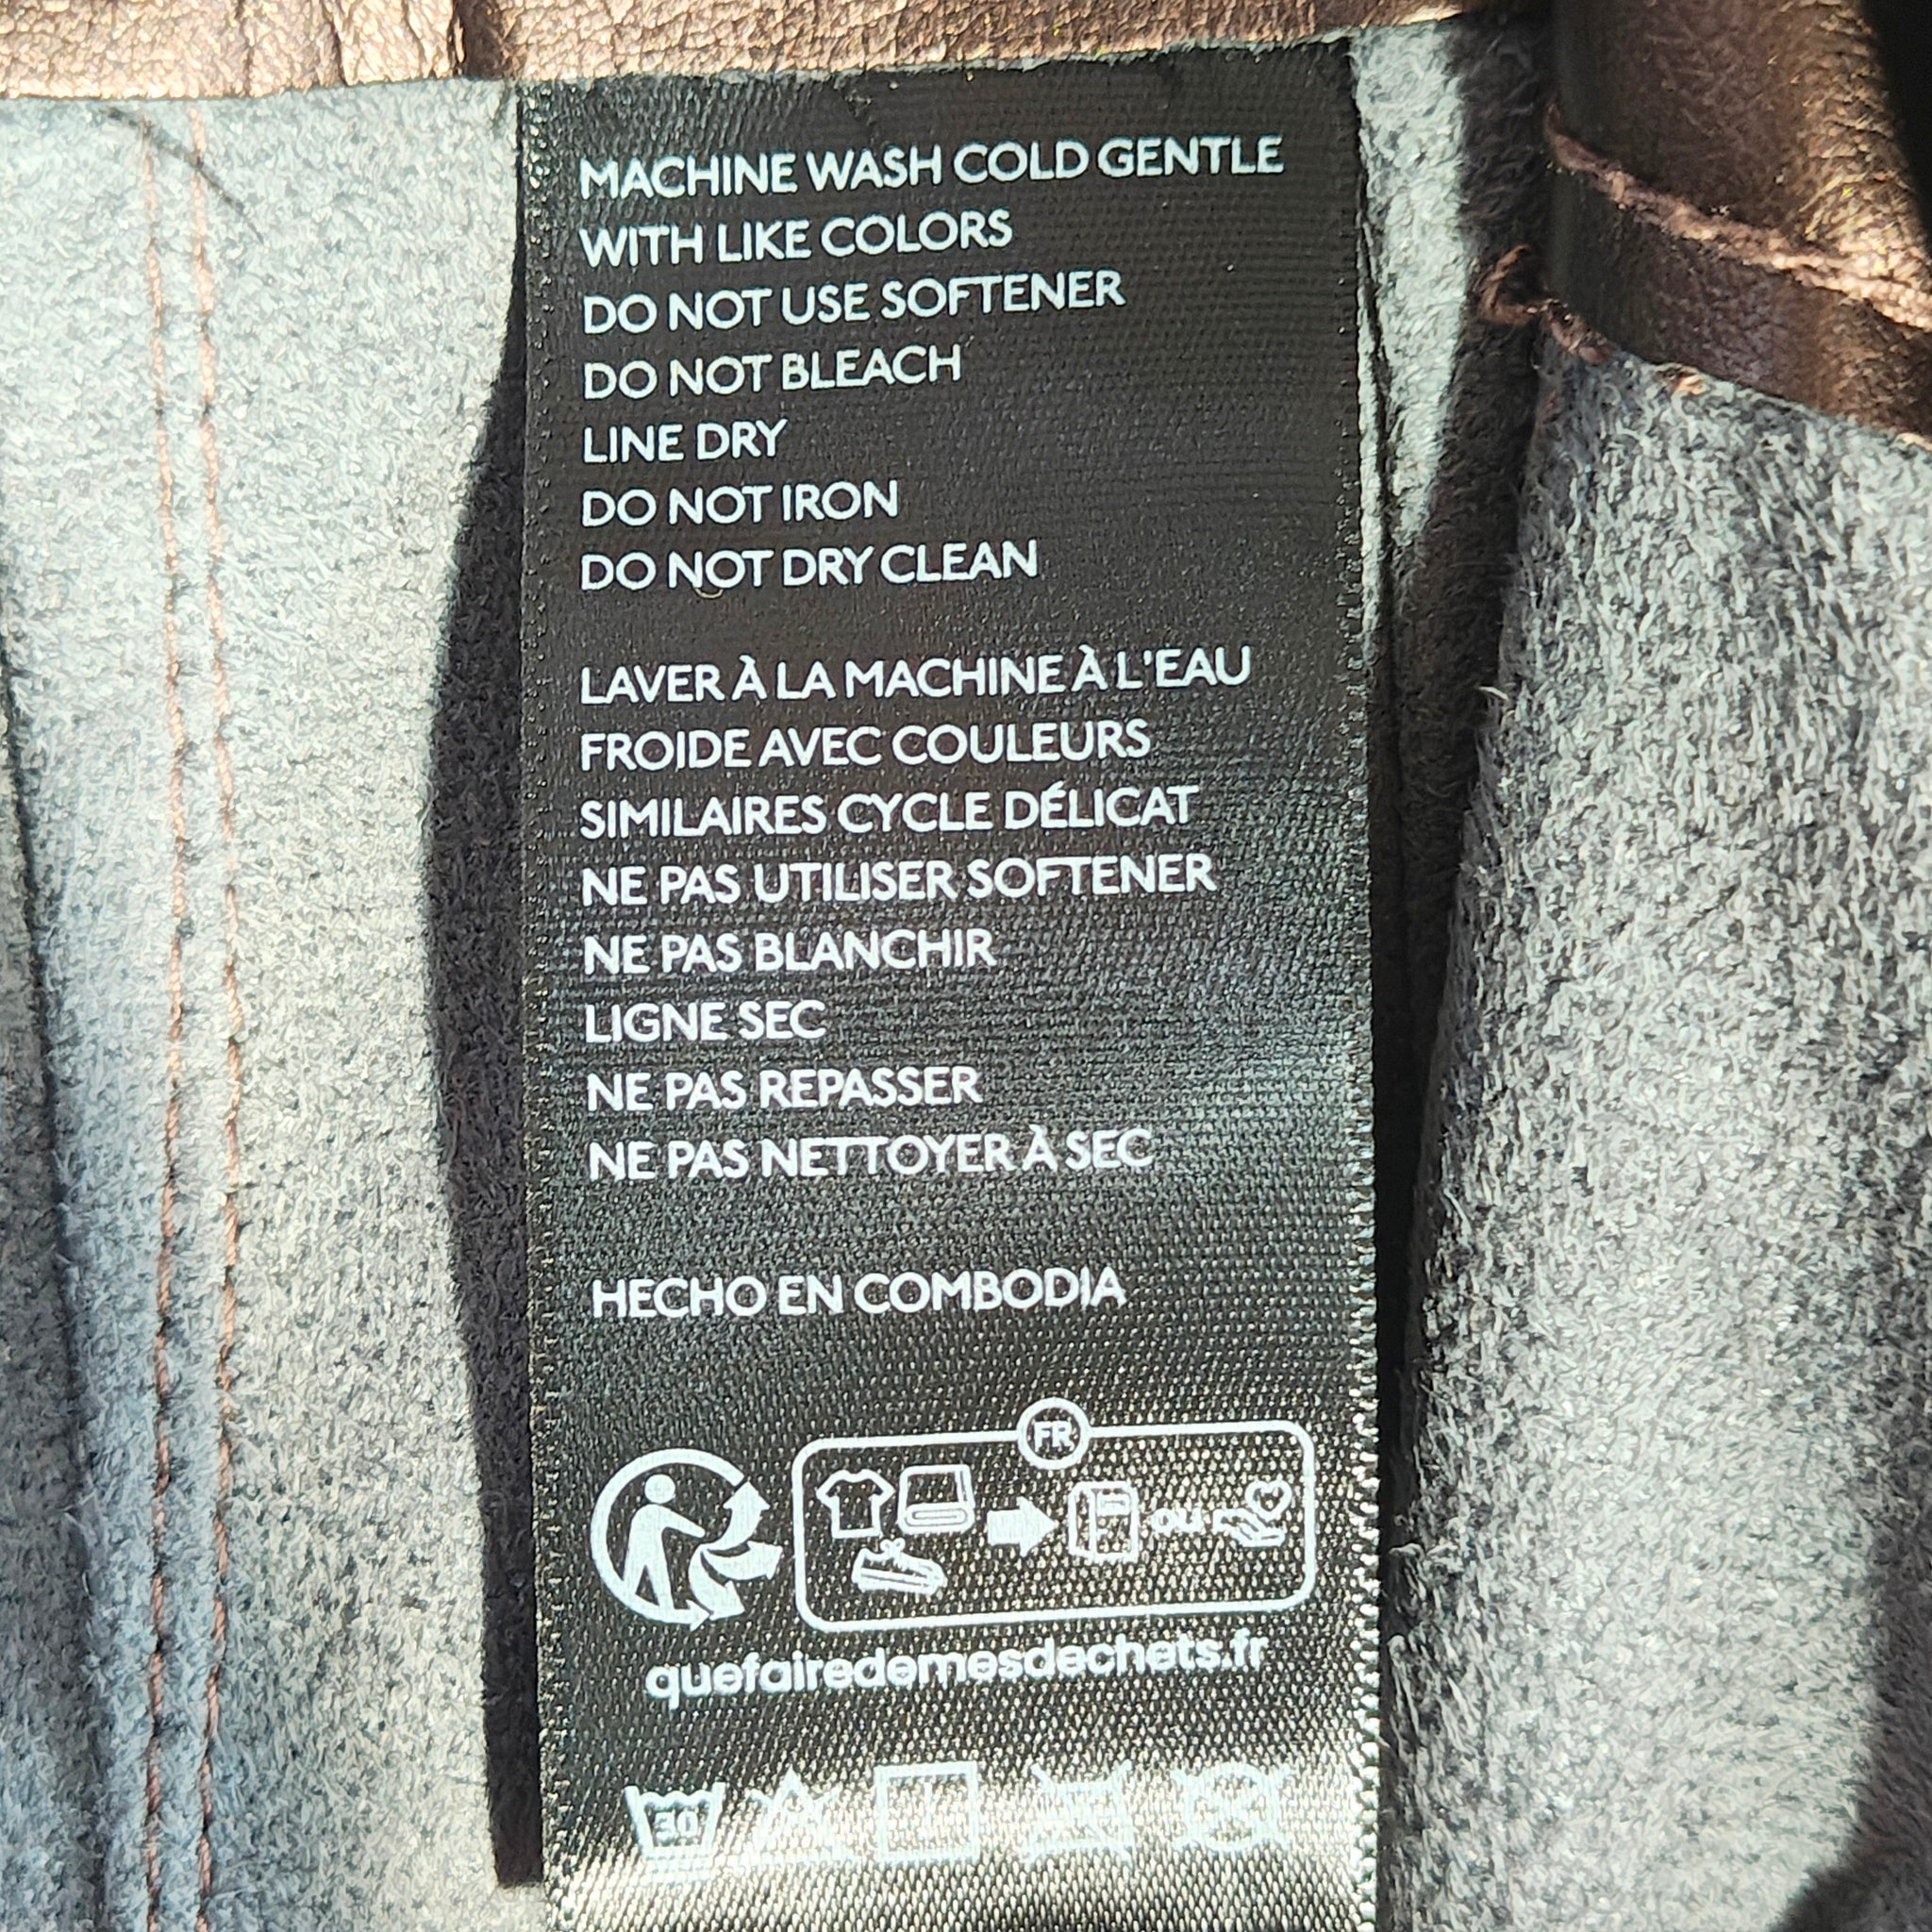 MACHINE WASH COLD GENTLE
WITH LIKE COLORS
DO NOT USE SOFTENER
DO NOT BLEACH
LINE DRY
DO NOT IRON
DO NOT DRY CLEAN
LAVER À LA MACHINE À L'EAU
FROIDE AVEC COULEURS
SIMILAIRES CYCLE DÉLICAT
NE PAS UTILISER SOFTENER
NE PAS BLANCHIR
LIGNE SEC
NE PAS REPASSER
NE PAS NETTOYER À SEC
HECHO EN COMBODIA
FR
ou
quefairedemesdechets.fr
30